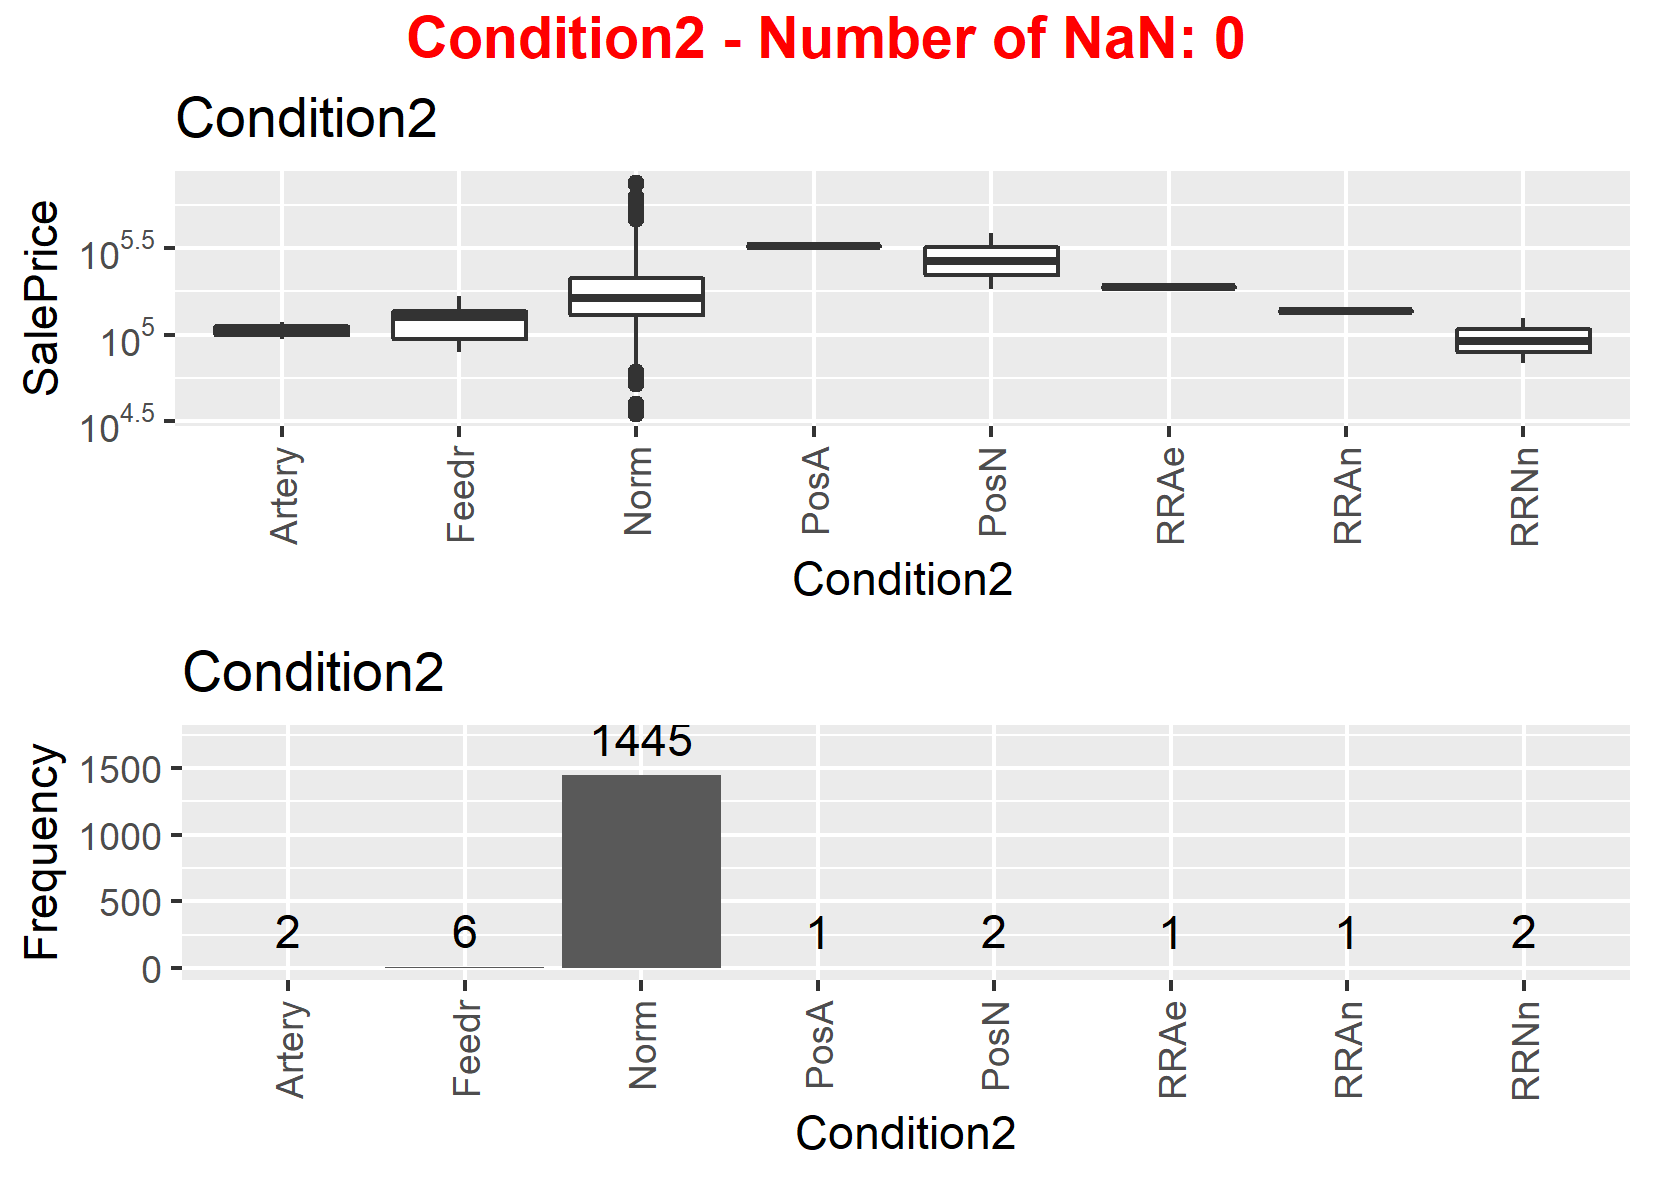 Condition2 - Number of NaN: 0
Condition2
SalePrice
10^5.5
10^5
10^4.5
Artery
Feedr
Norm
PosA
PosN
RRAe
RRAn
RRNn
Condition2
Condition2
Frequency
1500
1000
500
0
2
6
1445
1
2
1
1
2
Artery
Feedr
Norm
PosA
PosN
RRAe
RRAn
RRNn
Condition2